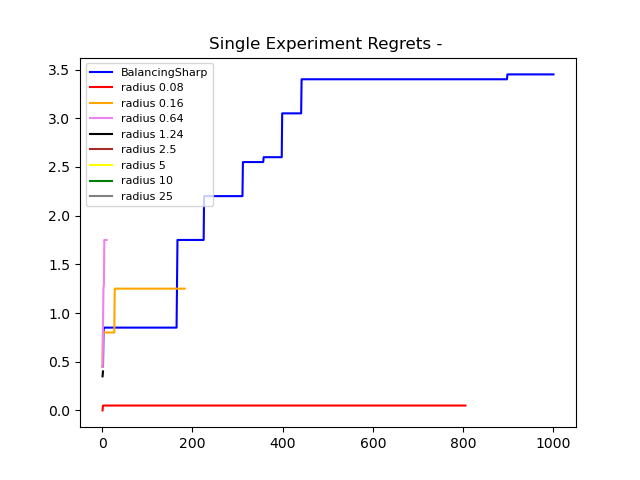 Single Experiment Regrets -
BalancingSharp
radius 0.08
radius 0.16
radius 0.64
radius 1.24
radius 2.5
radius 5
radius 10
radius 25
3.5
3.0
2.5
2.0
1.5
1.0
0.5
0.0
0 200 400 600 800 1000